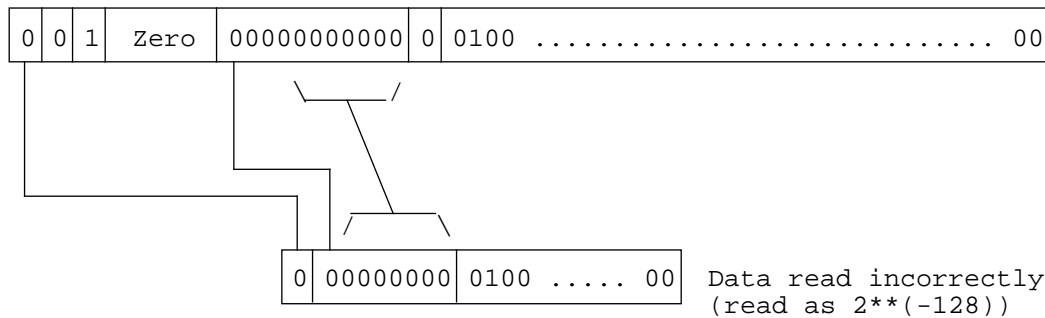 0 0 1 Zero 00000000000 0 0100 ............................. 00
0 00000000 0100 ..... 00 Data read incorrectly
(read as 2**(-128))